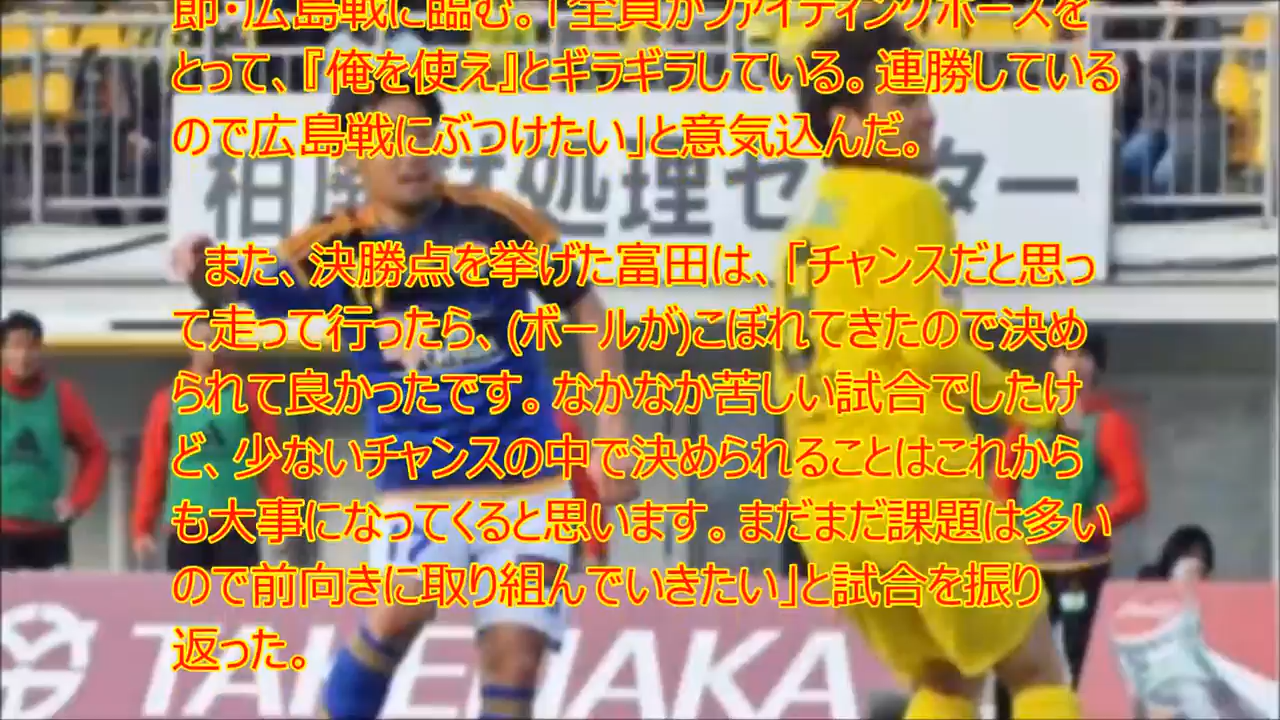 節・広島戦に臨む。「全員がファイティングポーズを
とって、『俺を使え』とギラギラしている。連勝している
ので広島戦にぶつけたい」と意気込んだ。
また、決勝点を挙げた富田は、「チャンスだと思っ
て走って行ったら、(ボールが)こぼれてきたので決め
られて良かったです。なかなか苦しい試合でしたけ
ど、少ないチャンスの中で決められることはこれから
も大事になってくると思います。まだまだ課題は多い
ので前向きに取り組んでいきたい」と試合を振り
返った。
TAKENAKA